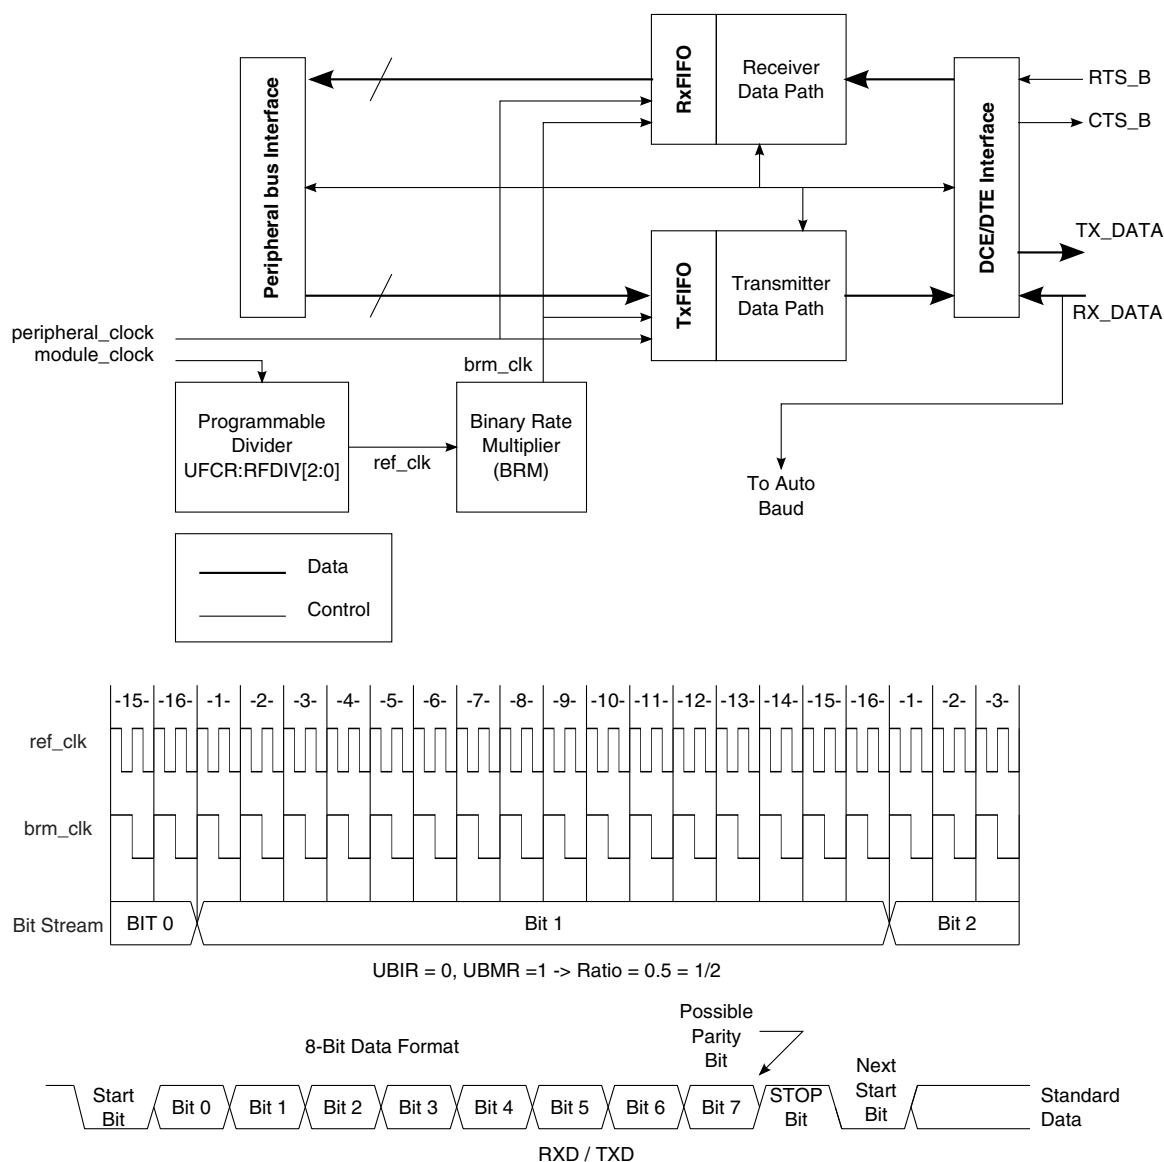 Peripheral bus Interface
RxFIFO
Receiver
Data Path
DCE/DTE Interface
RTS_B
CTS_B
TxFIFO
Transmitter
Data Path
TX_DATA
RX_DATA
peripheral_clock
module_clock
brm_clk
Programmable
Divider
UFCR:RFDIV[2:0]
ref_clk
Binary Rate
Multiplier
(BRM)
To Auto
Baud
Data
Control
-15- -16- -1- -2- -3- -4- -5- -6- -7- -8- -9- -10- -11- -12- -13- -14- -15- -16- -1- -2- -3-
ref_clk
brm_clk
Bit Stream BIT 0 Bit 1 Bit 2
UBIR = 0, UBMR =1 -> Ratio = 0.5 = 1/2
8-Bit Data Format
Possible
Parity
Bit
Start
Bit
Bit 0 Bit 1 Bit 2 Bit 3 Bit 4 Bit 5 Bit 6 Bit 7
STOP
Bit
Next
Start
Bit
Standard
Data
RXD / TXD